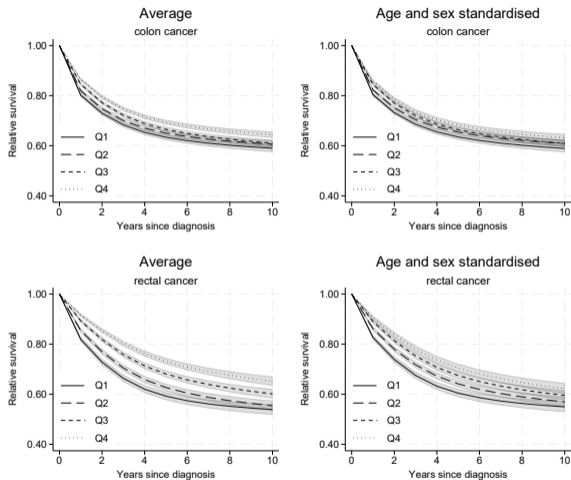 Average
colon cancer
Relative survival
1.00
0.80
0.60
0.40
Q1
Q2
Q3
Q4
0 2 4 6 8 10
Years since diagnosis
Age and sex standardised
colon cancer
Relative survival
1.00
0.80
0.60
0.40
Q1
Q2
Q3
Q4
0 2 4 6 8 10
Years since diagnosis
Average
rectal cancer
Relative survival
1.00
0.80
0.60
0.40
Q1
Q2
Q3
Q4
0 2 4 6 8 10
Years since diagnosis
Age and sex standardised
rectal cancer
Relative survival
1.00
0.80
0.60
0.40
Q1
Q2
Q3
Q4
0 2 4 6 8 10
Years since diagnosis